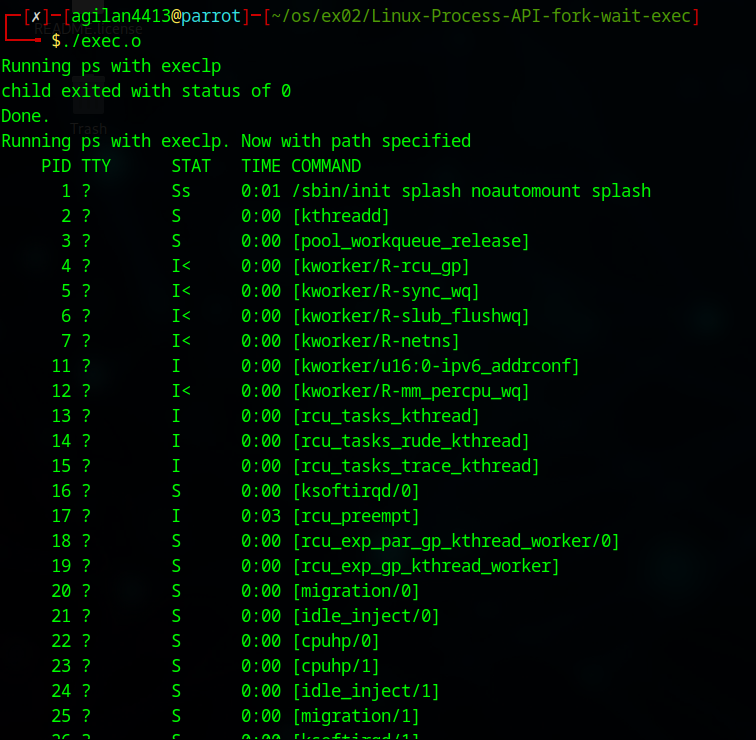 ┌─[✗]─[agilan4413@parrot]─[~/os/ex02/Linux-Process-API-fork-wait-exec]
└──╼ $./exec.o
Running ps with execlp
child exited with status of 0
Done.
Trash
Running ps with execlp. Now with path specified
    PID TTY      STAT   TIME COMMAND
      1 ?        Ss     0:01 /sbin/init splash noautomount splash
      2 ?        S      0:00 [kthreadd]
      3 ?        S      0:00 [pool_workqueue_release]
      4 ?        I<     0:00 [kworker/R-rcu_gp]
      5 ?        I<     0:00 [kworker/R-sync_wq]
      6 ?        I<     0:00 [kworker/R-slub_flushwq]
      7 ?        I<     0:00 [kworker/R-netns]
     11 ?        I      0:00 [kworker/u16:0-ipv6_addrconf]
     12 ?        I<     0:00 [kworker/R-mm_percpu_wq]
     13 ?        I      0:00 [rcu_tasks_kthread]
     14 ?        I      0:00 [rcu_tasks_rude_kthread]
     15 ?        I      0:00 [rcu_tasks_trace_kthread]
     16 ?        S      0:00 [ksoftirqd/0]
     17 ?        I      0:03 [rcu_preempt]
     18 ?        S      0:00 [rcu_exp_par_gp_kthread_worker/0]
     19 ?        S      0:00 [rcu_exp_gp_kthread_worker]
     20 ?        S      0:00 [migration/0]
     21 ?        S      0:00 [idle_inject/0]
     22 ?        S      0:00 [cpuhp/0]
     23 ?        S      0:00 [cpuhp/1]
     24 ?        S      0:00 [idle_inject/1]
     25 ?        S      0:00 [migration/1]
     26 ?        S      0:00 [ksoftirqd/1]